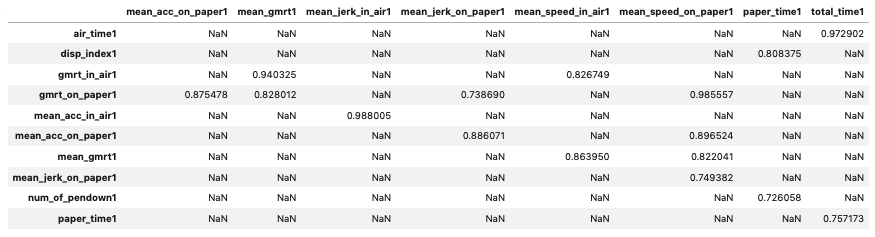 mean_acc_on_paper1 mean_gmrt1 mean_jerk_in_air1 mean_jerk_on_paper1 mean_speed_in_air1 mean_speed_on_paper1 paper_time1 total_time1
air_time1 NaN NaN NaN NaN NaN NaN NaN 0.972902
disp_index1 NaN NaN NaN NaN NaN NaN 0.808375 NaN
gmrt_in_air1 NaN 0.940325 NaN NaN 0.826749 NaN NaN NaN
gmrt_on_paper1 0.875478 0.828012 NaN 0.738690 NaN 0.985557 NaN NaN
mean_acc_in_air1 NaN NaN 0.988005 NaN NaN NaN NaN NaN
mean_acc_on_paper1 NaN NaN NaN 0.886071 NaN 0.896524 NaN NaN
mean_gmrt1 NaN NaN NaN NaN 0.863950 0.822041 NaN NaN
mean_jerk_on_paper1 NaN NaN NaN NaN NaN 0.749382 NaN NaN
num_of_pendown1 NaN NaN NaN NaN NaN NaN 0.726058 NaN
paper_time1 NaN NaN NaN NaN NaN NaN NaN 0.757173